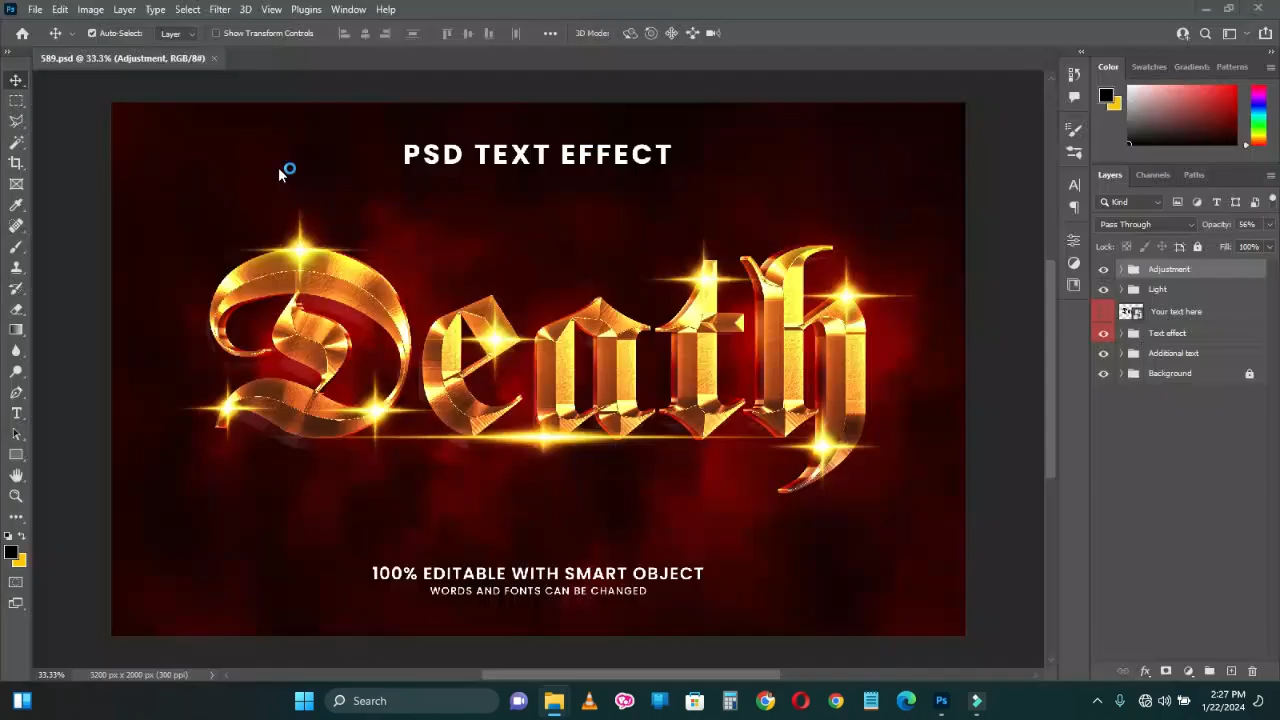 Ps File Edit Image Layer Type Select Filter 3D View Plugins Window Help
Auto-Select: Layer Show Transform Controls 3D Mode:
589.psd @ 33.3% (Adjustment, RGB/8#)
Color Swatches Gradients Patterns
PSD TEXT EFFECT
Death
100% EDITABLE WITH SMART OBJECT
WORDS AND FONTS CAN BE CHANGED
Layers Channels Paths
Kind
Pass Through Opacity: 56%
Lock: Fill: 100%
Adjustment
Light
Your text here
Text effect
Additional text
Background
33.33% 3200 px x 2000 px (300 ppi)
Search
2:27 PM
1/22/2024